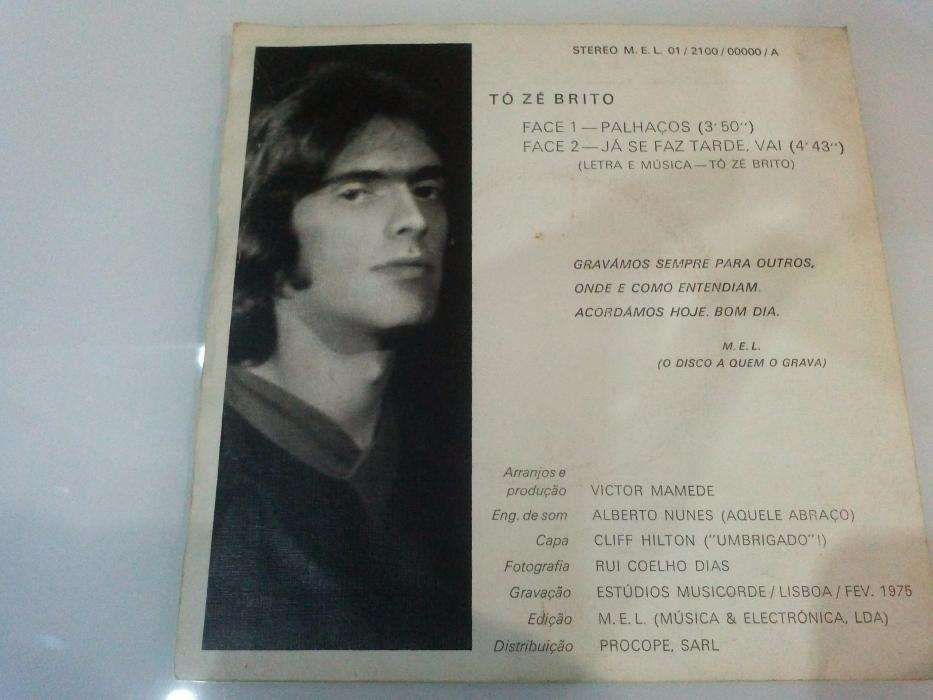 STEREO M. E. L. 01 / 2100 / 00000 / A
TÓ ZÉ BRITO
FACE 1 — PALHAÇOS (3' 50'')
FACE 2 — JÁ SE FAZ TARDE, VAI (4' 43'')
(LETRA E MÚSICA — TÓ ZÉ BRITO)
GRAVÁMOS SEMPRE PARA OUTROS,
ONDE E COMO ENTENDIAM.
ACORDÁMOS HOJE. BOM DIA.
M. E. L.
(O DISCO A QUEM O GRAVA)
Arranjos e
produção VICTOR MAMEDE
Eng. de som ALBERTO NUNES (AQUELE ABRAÇO)
Capa CLIFF HILTON (''UMBRIGADO''!)
Fotografia RUI COELHO DIAS
Gravação ESTÚDIOS MUSICORDE / LISBOA / FEV. 1975
Edição M. E. L. (MÚSICA & ELECTRÓNICA, LDA)
Distribuição PROCOPE, SARL